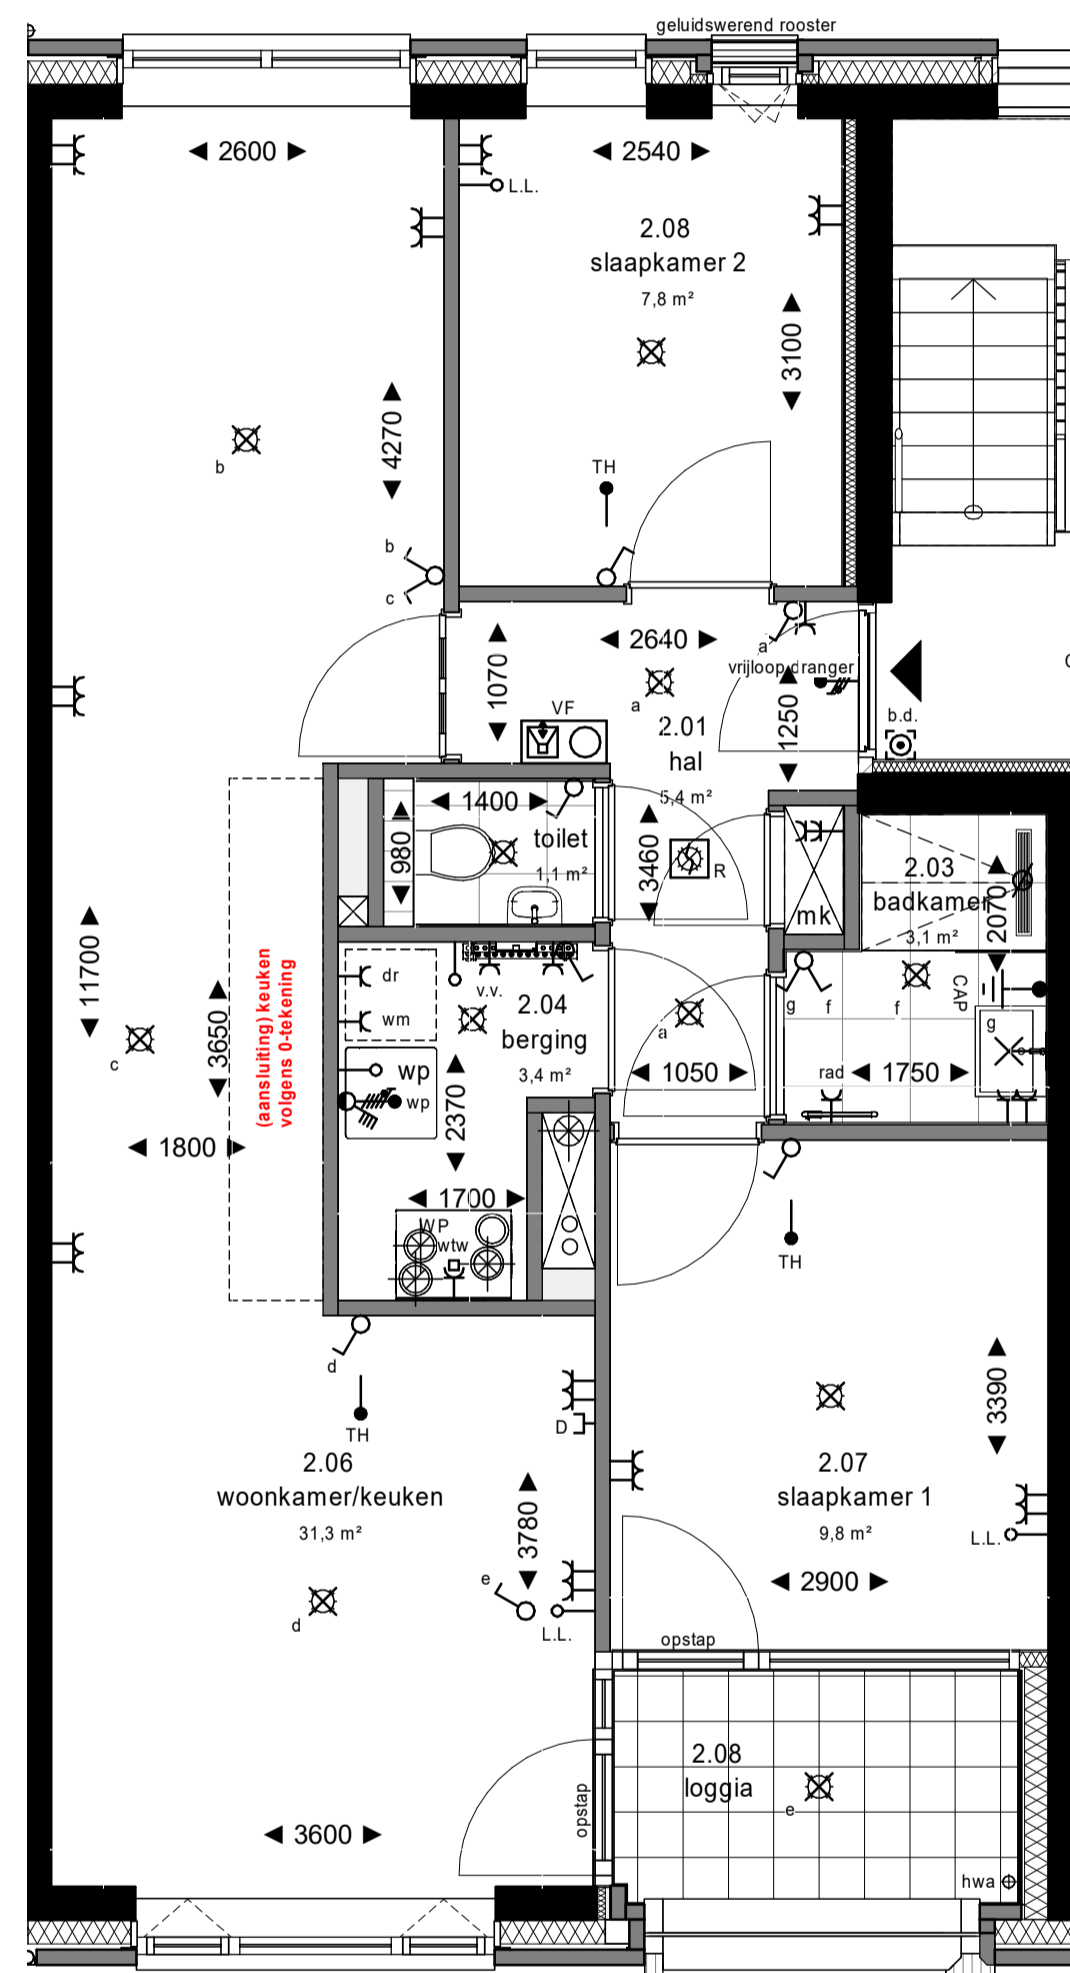 geluidswerend rooster
2600
2540
L.L.
2.08
slaapkamer 2
7,8 m²
3100
4270
b
TH
b
c
2640
a
vrijloop dranger
1070
a
1250
VF
2.01
hal
5,4 m²
b.d.
1400
980
toilet
1,1 m²
3460
R
mk
2.03
badkamer
3,1 m²
2070
11700
3650
(aansluiting) keuken
volgens 0-tekening
c
dr
wm
v.v.
2.04
berging
3,4 m²
a
g
f
f
CAP
g
wp
wp
2370
1050
rad
1750
1800
1700
WP
wtw
TH
d
TH
D
3390
2.06
woonkamer/keuken
31,3 m²
2.07
slaapkamer 1
9,8 m²
L.L.
3780
e
L.L.
d
2900
opstap
2.08
loggia
e
opstap
3600
hwa